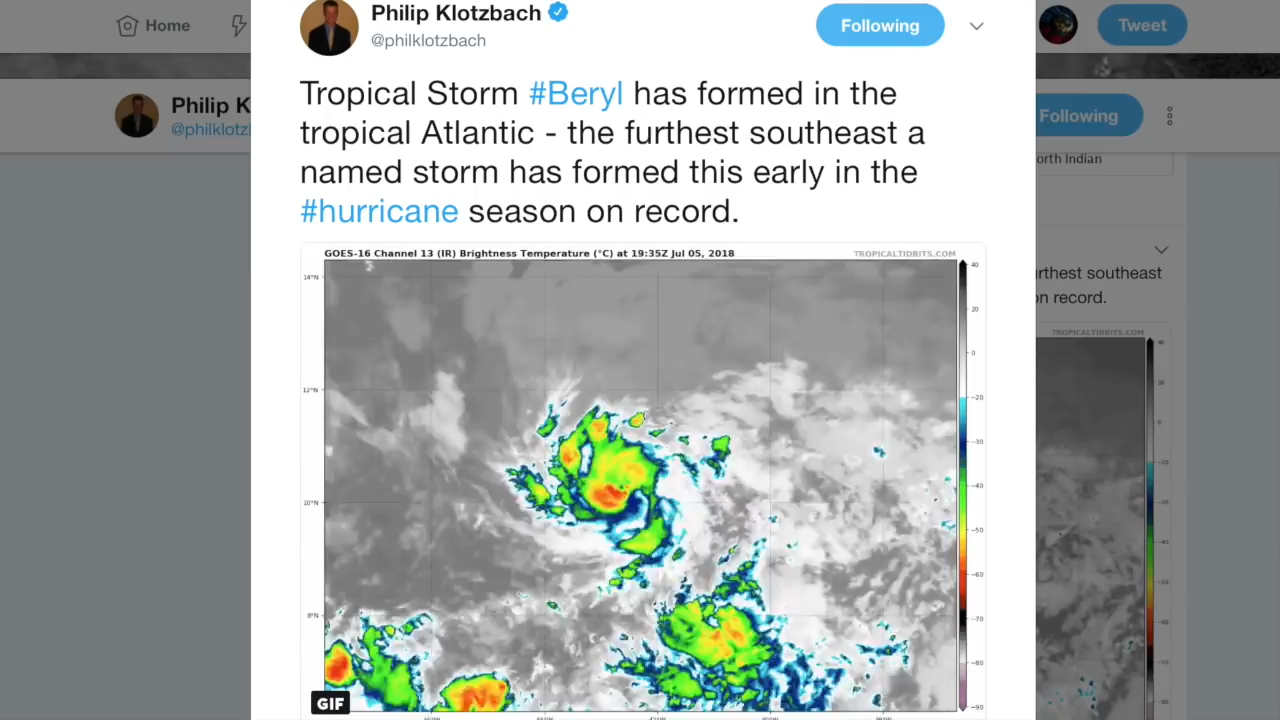 Home
Philip Klotzbach
@philklotzbach
Following
Tweet
Philip K
@philklotzl
Following
orth Indian
Tropical Storm #Beryl has formed in the
tropical Atlantic - the furthest southeast a
named storm has formed this early in the
#hurricane season on record.
rthest southeast
n record.
GOES-16 Channel 13 (IR) Brightness Temperature (°C) at 19:35Z Jul 05, 2018
TROPICALTIDBITS.COM
TROPICALTIDBITS.COM
14°N
12°N
10°N
8°N
40
20
0
-20
-30
-40
-50
-60
-70
-80
-90
GIF